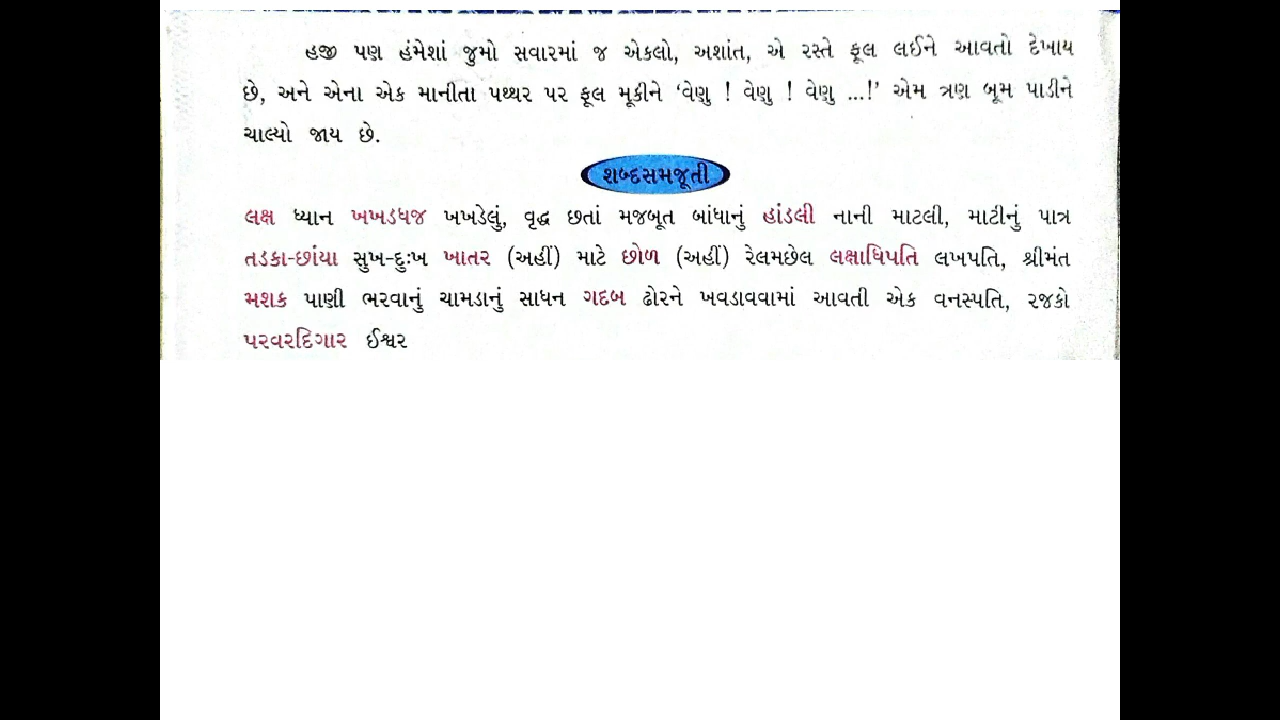 હજી પણ હંમેશાં જુમો સવારમાં જ એકલો, અશાંત, એ રસ્તે ફૂલ લઈને આવતો દેખાય
છે, અને એના એક માનીતા પથ્થર પર ફૂલ મૂકીને ‘વેણુ ! વેણુ ! વેણુ ...!’ એમ ત્રણ બૂમ પાડીને
ચાલ્યો જાય છે.
શબ્દસમજૂતી
લક્ષ ધ્યાન ખખડધજ ખખડેલું, વૃદ્ધ છતાં મજબૂત બાંધાનું હાંડલી નાની માટલી, માટીનું પાત્ર
તડકા-છાંયા સુખ-દુઃખ ખાતર (અહીં) માટે છોળ (અહીં) રેલમછેલ લક્ષાધિપતિ લખપતિ, શ્રીમંત
મશક પાણી ભરવાનું ચામડાનું સાધન ગદબ ઢોરને ખવડાવવામાં આવતી એક વનસ્પતિ, રજકો
પરવરદિગાર ઈશ્વર